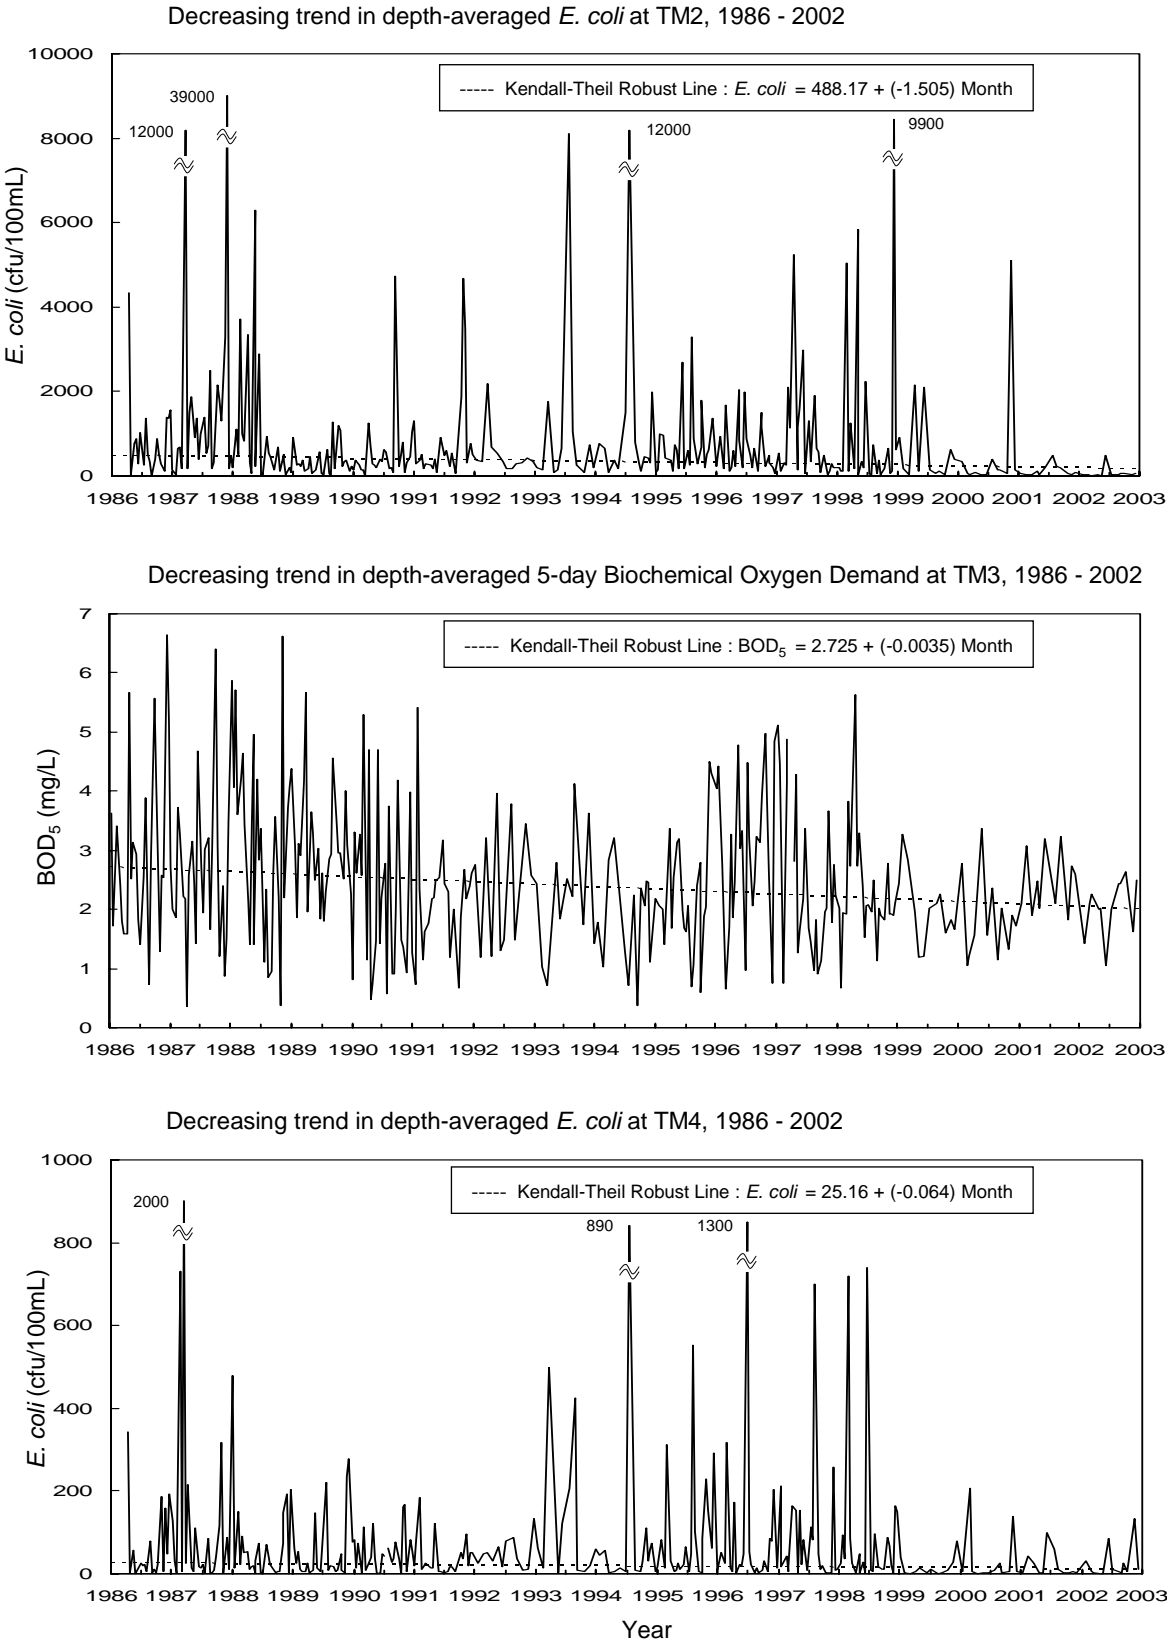 Decreasing trend in depth-averaged E. coli at TM2, 1986 - 2002
10000
----- Kendall-Theil Robust Line : E. coli = 488.17 + (-1.505) Month
39000
12000
12000
9900
8000
6000
4000
2000
0
E. coli (cfu/100mL)
1986 1987 1988 1989 1990 1991 1992 1993 1994 1995 1996 1997 1998 1999 2000 2001 2002 2003
Decreasing trend in depth-averaged 5-day Biochemical Oxygen Demand at TM3, 1986 - 2002
7
----- Kendall-Theil Robust Line : BOD5 = 2.725 + (-0.0035) Month
6
5
4
3
2
1
0
BOD5 (mg/L)
1986 1987 1988 1989 1990 1991 1992 1993 1994 1995 1996 1997 1998 1999 2000 2001 2002 2003
Decreasing trend in depth-averaged E. coli at TM4, 1986 - 2002
1000
----- Kendall-Theil Robust Line : E. coli = 25.16 + (-0.064) Month
2000
890
1300
800
600
400
200
0
E. coli (cfu/100mL)
1986 1987 1988 1989 1990 1991 1992 1993 1994 1995 1996 1997 1998 1999 2000 2001 2002 2003
Year